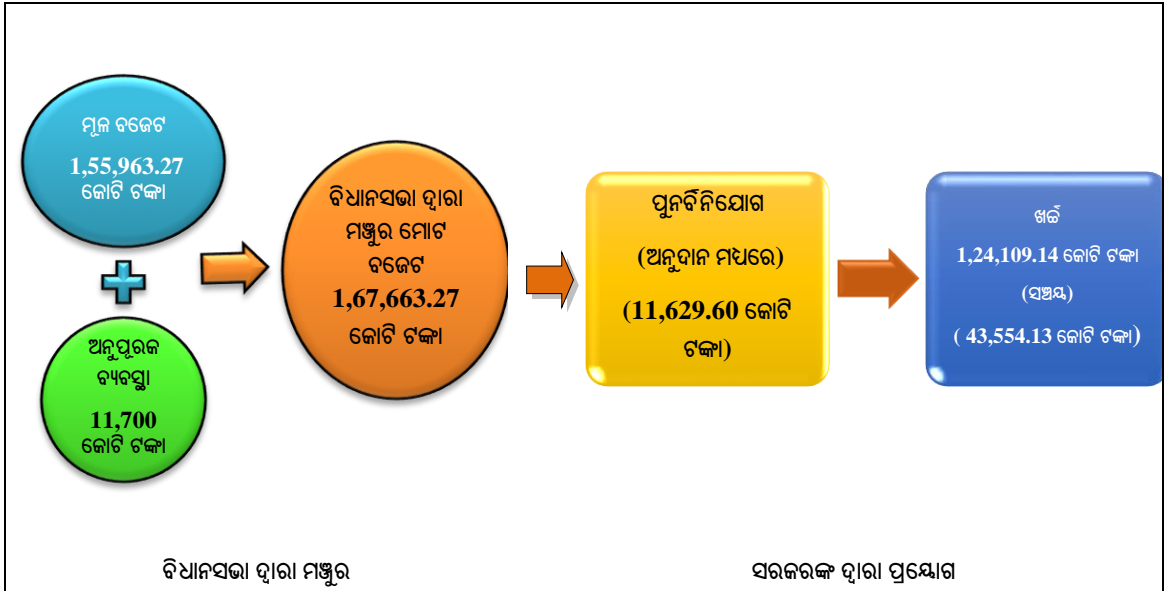 ମୂଳ ବଜେଟ
1,55,963.27
କୋଟି ଟଙ୍କା
ଅନୁପୂରକ
ବ୍ୟବସ୍ଥା
11,700
କୋଟି ଟଙ୍କା
ବିଧାନସଭା ଦ୍ୱାରା
ମଞ୍ଜୁର ମୋଟ
ବଜେଟ
1,67,663.27
କୋଟି ଟଙ୍କା
ପୁନର୍ବିନିଯୋଗ
(ଅନୁଦାନ ମଧ୍ୟରେ)
(11,629.60 କୋଟି
ଟଙ୍କା)
ଖର୍ଚ୍ଚ
1,24,109.14 କୋଟି ଟଙ୍କା
(ସଞ୍ଚୟ)
( 43,554.13 କୋଟି ଟଙ୍କା)
ବିଧାନସଭା ଦ୍ୱାରା ମଞ୍ଜୁର
ସରକରଙ୍କ ଦ୍ୱାରା ପ୍ରୟୋଗ